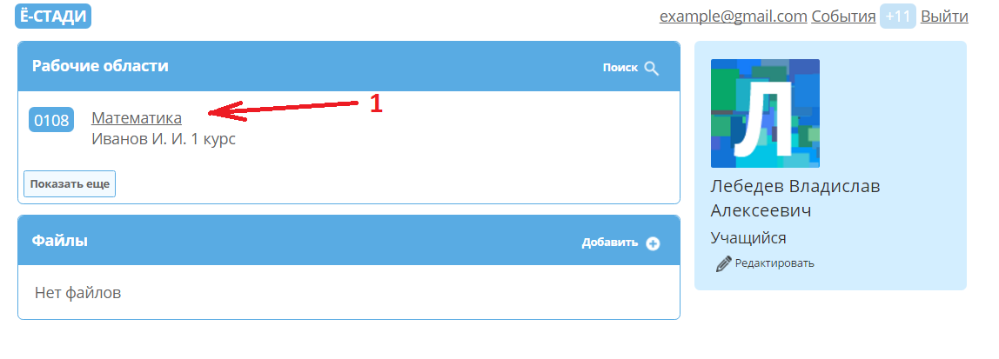 Ё-СТАДИ
example@gmail.com События +11 Выйти
Рабочие области
Поиск
0108
Математика
Иванов И. И. 1 курс
1
Показать еще
Файлы
Добавить
Нет файлов
Л
Лебедев Владислав
Алексеевич
Учащийся
Редактировать